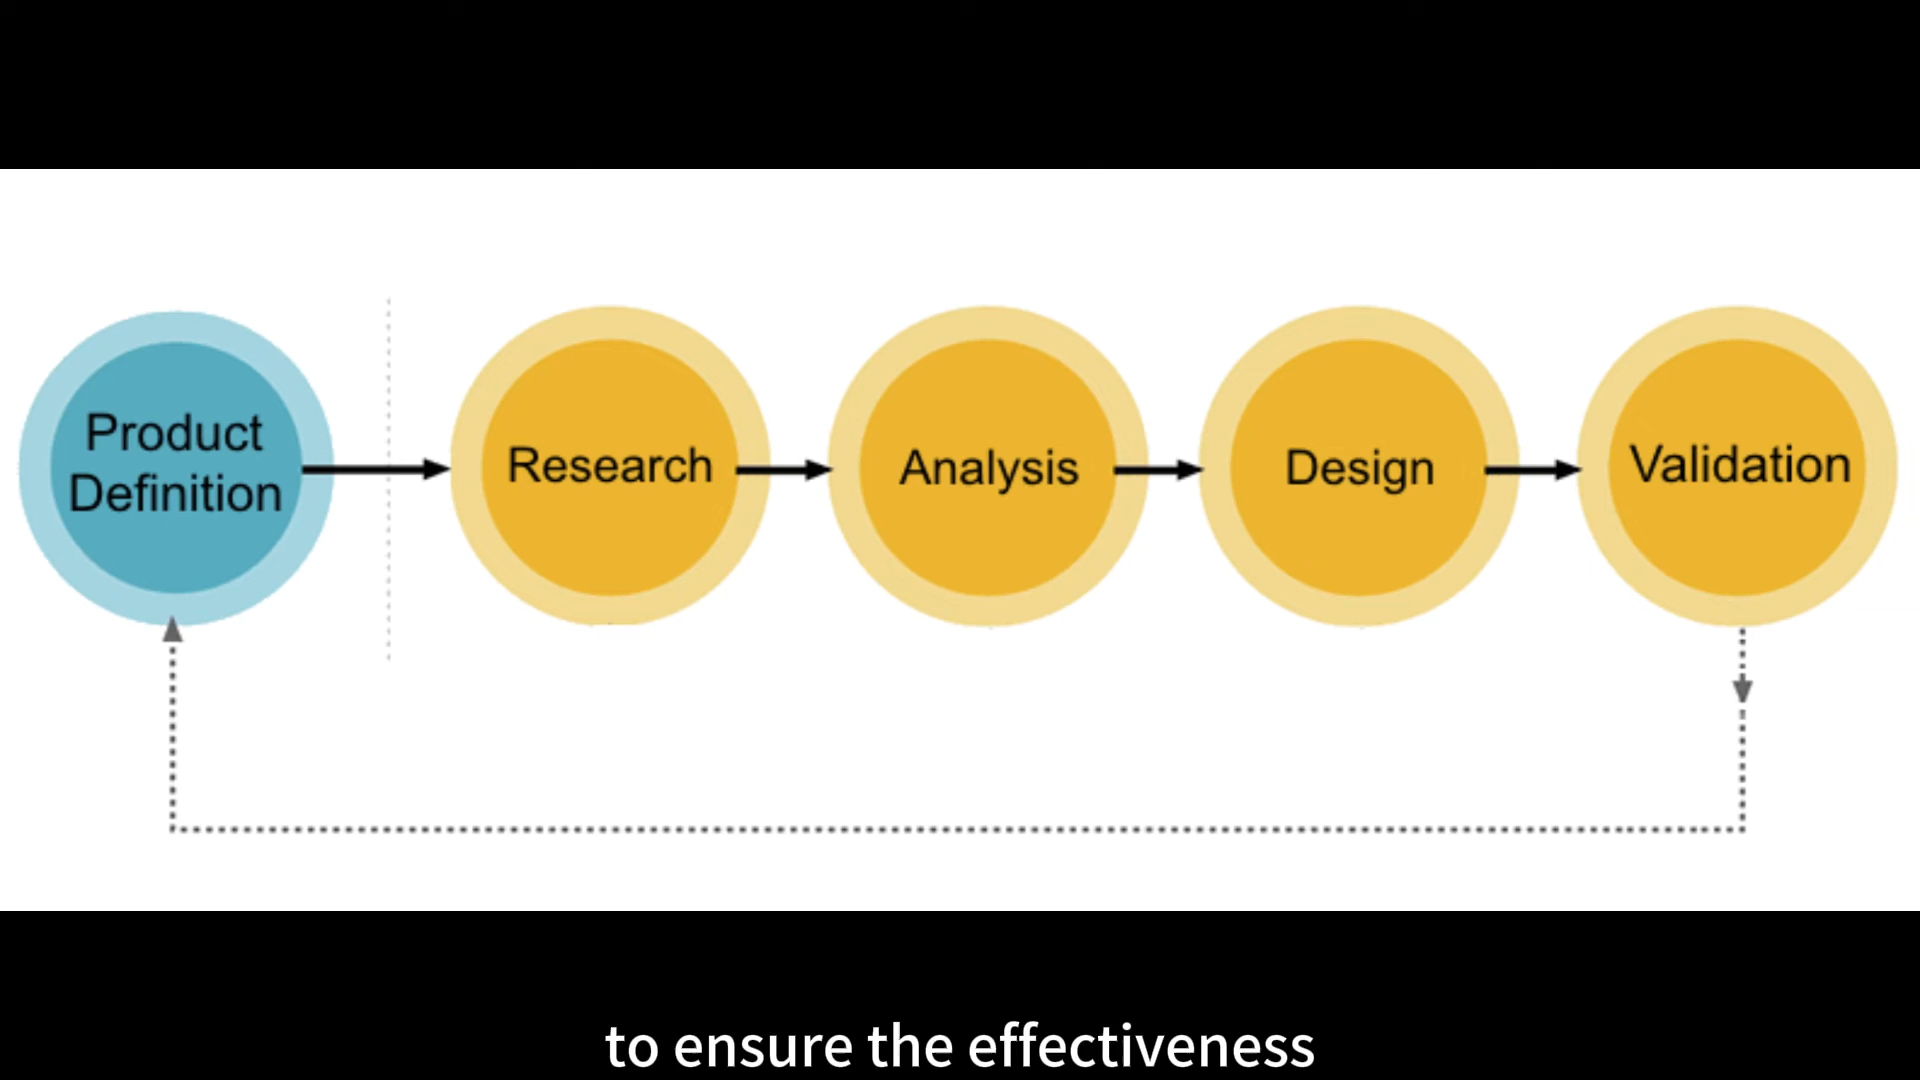 Product
Definition
Research
Analysis
Design
Validation
to ensure the effectiveness